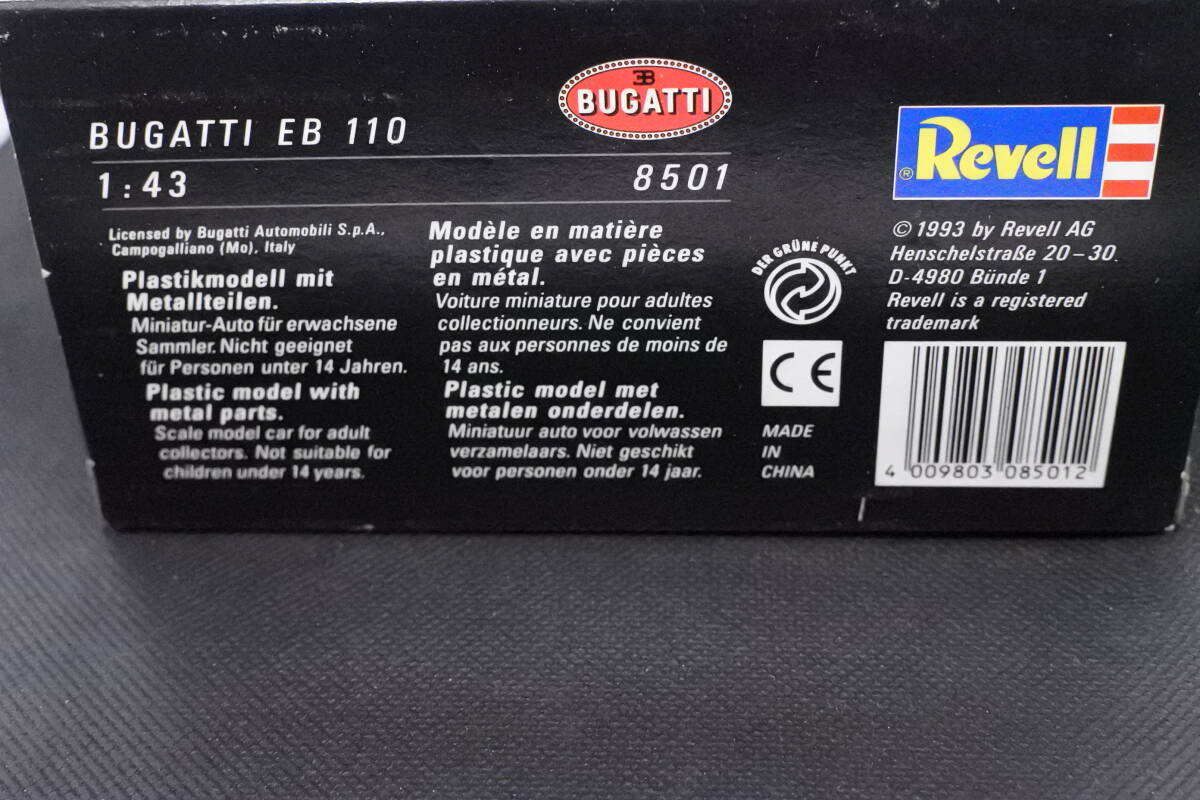 BUGATTI EB 110
EB
BUGATTI
1:43
8501
Licensed by Bugatti Automobili S.p.A.,
Campogalliano (Mo), Italy
Plastikmodell mit
Metallteilen.
Miniatur-Auto für erwachsene
Sammler. Nicht geeignet
für Personen unter 14 Jahren.
Plastic model with
metal parts.
Scale model car for adult
collectors. Not suitable for
children under 14 years.
Modèle en matière
plastique avec pièces
en métal.
Voiture miniature pour adultes
collectionneurs. Ne convient
pas aux personnes de moins de
14 ans.
Plastic model met
metalen onderdelen.
Miniatuur auto voor volwassen
verzamelaars. Niet geschikt
voor personen onder 14 jaar.
DER GRÜNE PUNKT
CE
MADE
IN
CHINA
® Revell
© 1993 by Revell AG
Henschelstraße 20 – 30
D-4980 Bünde 1
Revell is a registered
trademark
4 009803 085012